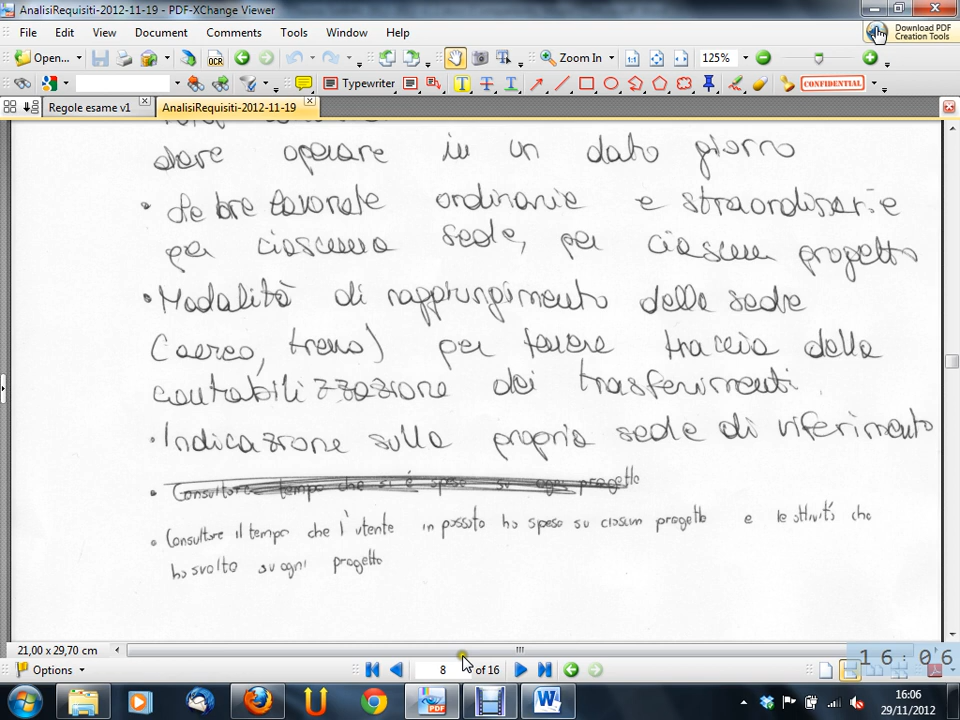 AnalisiRequisiti-2012-11-19 - PDF-XChange Viewer
File Edit View Document Comments Tools Window Help
Download PDF Creation Tools
Open... OCR Zoom In 125%
Typewriter CONFIDENTIAL
Regole esame v1 AnalisiRequisiti-2012-11-19
dove operare in un dato giorno
• Le ore lavorate ordinarie e straordinarie
per ciascuna sede, per ciascun progetto
• Modalità di raggiungimento delle sede
(aereo, treno) per tenere traccia della
contabilizzazione dei trasferimenti.
• Indicazione sulla propria sede di riferimento
• Consultare tempo che si è speso su ogni progetto
• Consultare il tempo che l'utente in passato ha speso su ciascun progetto e le attività che
ha svolto su ogni progetto
21,00 x 29,70 cm
16:06
Options 8 of 16
W
16:06
29/11/2012